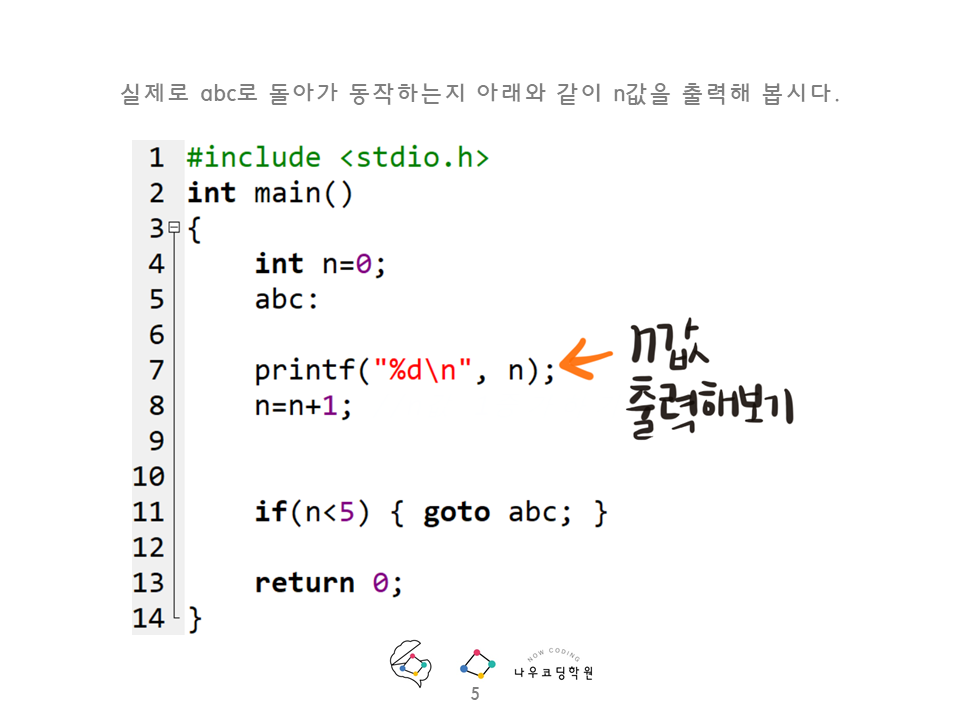 실제로 abc로 돌아가 동작하는지 아래와 같이 n값을 출력해 봅시다.
1 #include <stdio.h>
2 int main()
3 {
4 int n=0;
5 abc:
6
7 printf("%d\n", n);
8 n=n+1;
9
10
11 if(n<5) { goto abc; }
12
13 return 0;
14 }
n값
출력해보기
NOW CODING
나우코딩학원
5